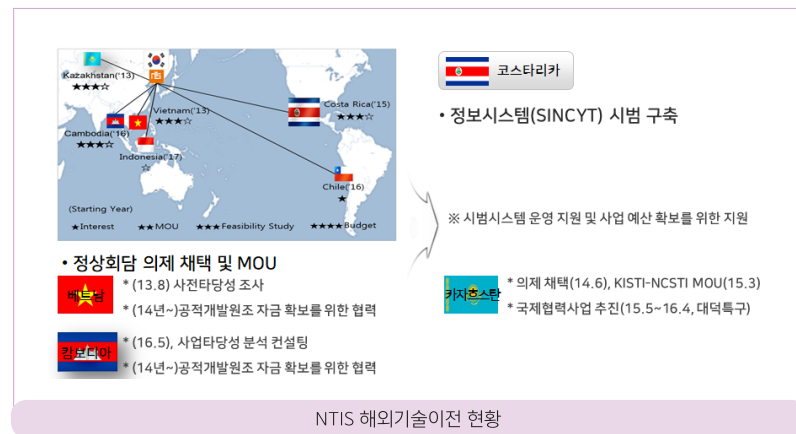 Kazakhstan('13)
★★★☆
Vietnam('13)
★★★☆
Costa Rica('15)
★★★☆
Cambodia('16)
★★★☆
Indonesia('17)
☆
Chile('16)
★
(Starting Year)
★Interest ★★MOU ★★★Feasibility Study ★★★★Budget
코스타리카
• 정보시스템(SINCYT) 시범 구축
※ 시범시스템 운영 지원 및 사업 예산 확보를 위한 지원
• 정상회담 의제 채택 및 MOU
베트남
* (13.8) 사전타당성 조사
* (14년~)공적개발원조 자금 확보를 위한 협력
캄보디아
* (16.5), 사업타당성 분석 컨설팅
* (14년~)공적개발원조 자금 확보를 위한 협력
카자흐스탄
* 의제 채택(14.6), KISTI-NCSTI MOU(15.3)
* 국제협력사업 추진(15.5~16.4, 대덕특구)
NTIS 해외기술이전 현황